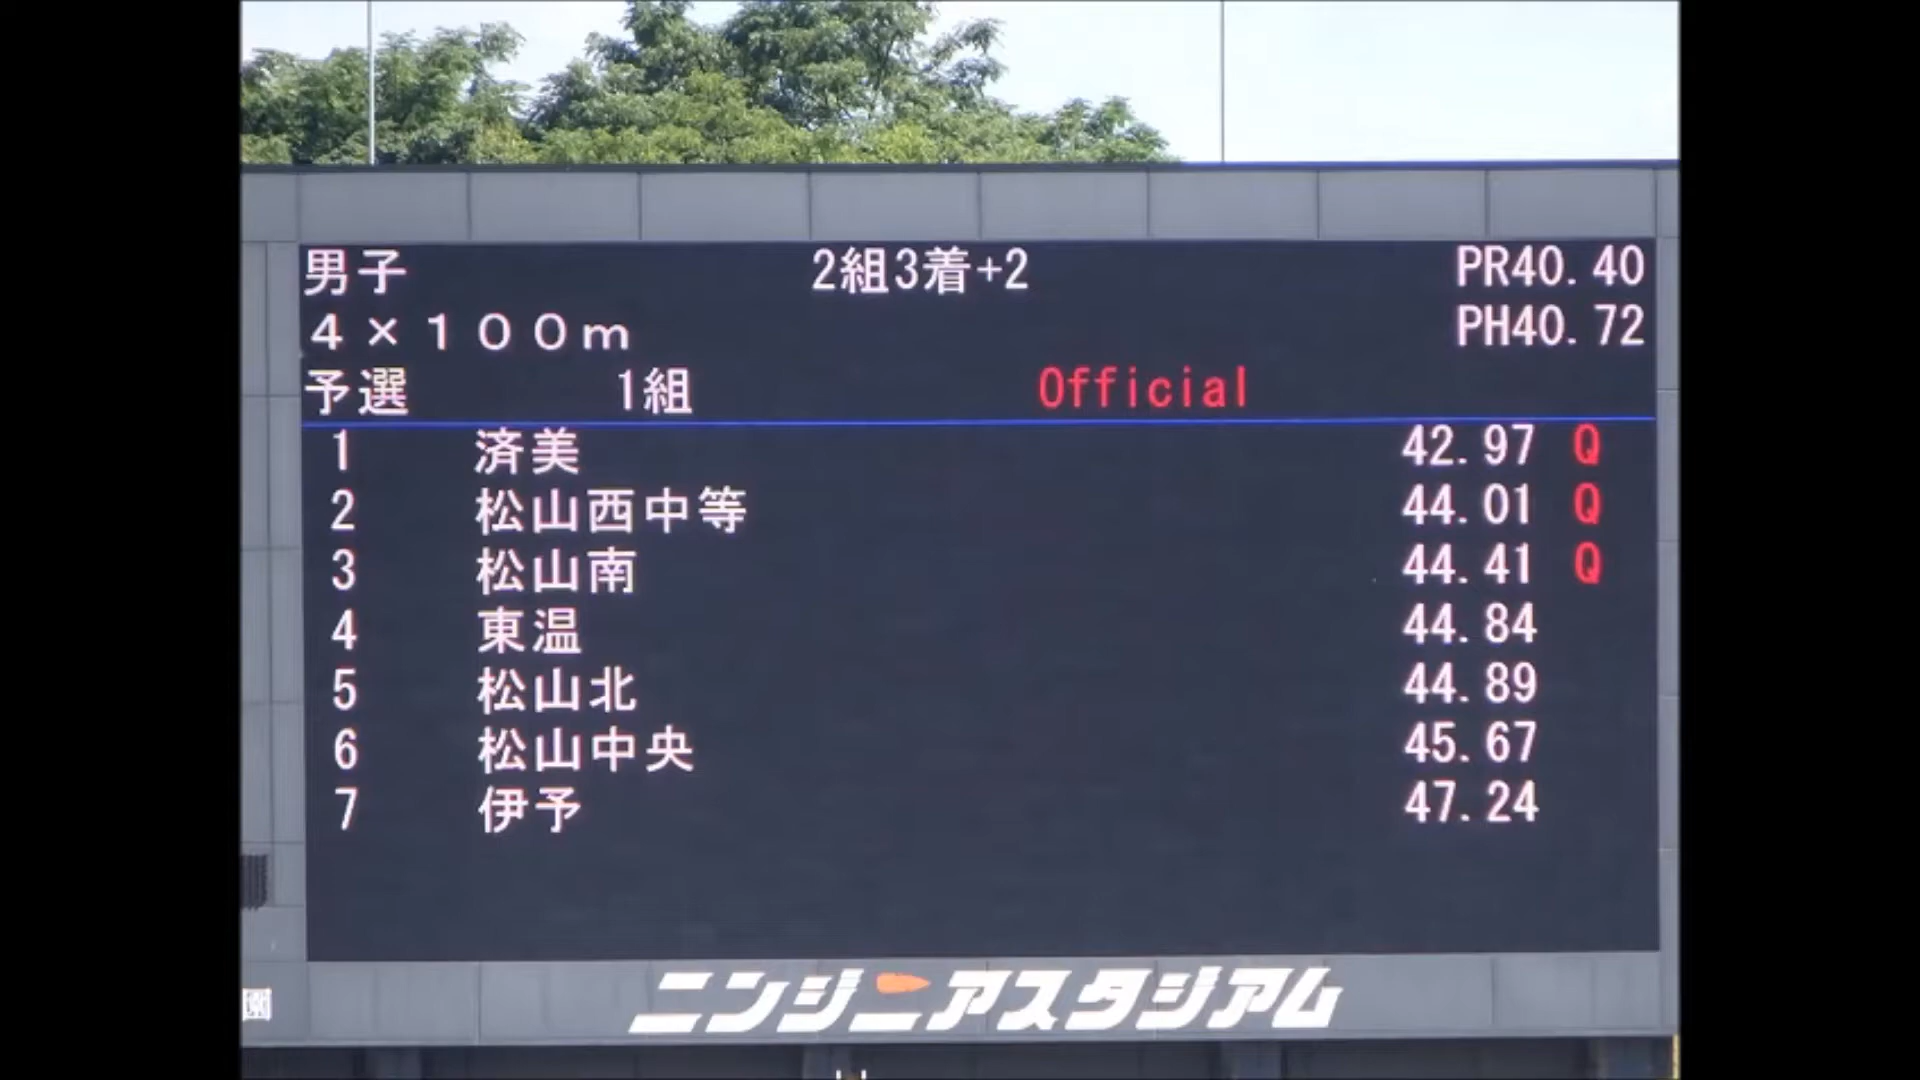 男子 2組3着+2 PR40.40
4×100m PH40.72
予選 1組 Official
1 済美 42.97 Q
2 松山西中等 44.01 Q
3 松山南 44.41 Q
4 東温 44.84
5 松山北 44.89
6 松山中央 45.67
7 伊予 47.24
園
ニンジニアスタジアム